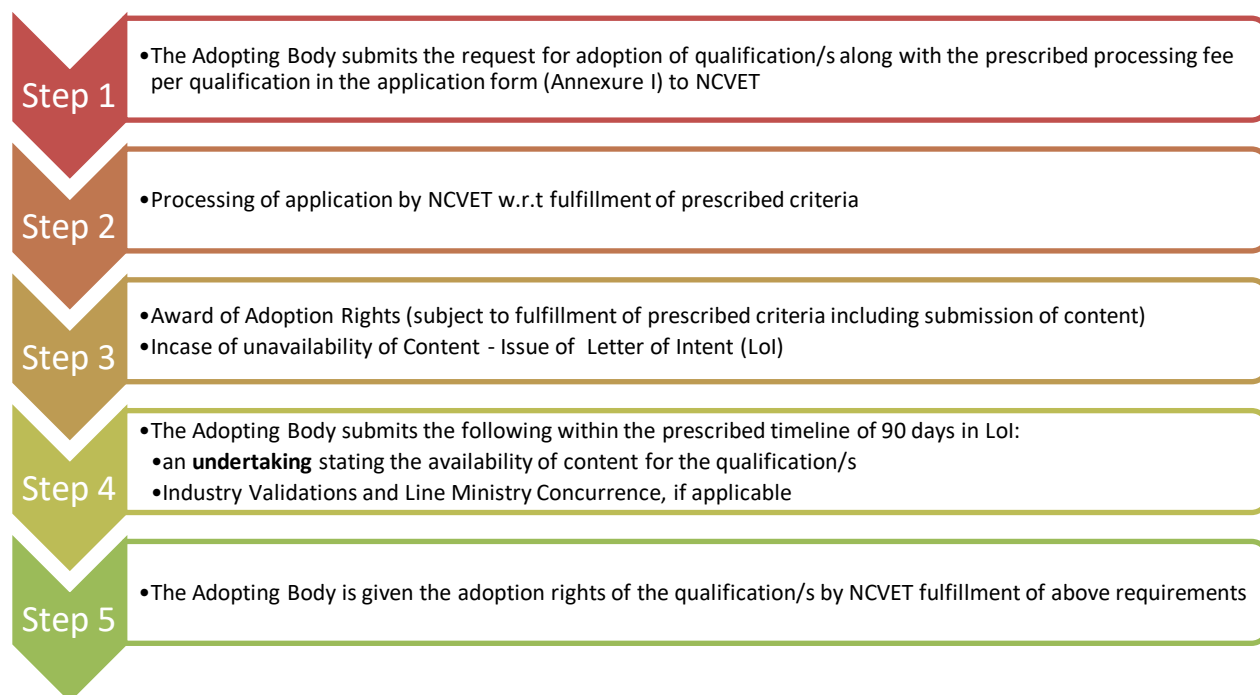 Step 1
•The Adopting Body submits the request for adoption of qualification/s along with the prescribed processing fee
per qualification in the application form (Annexure I) to NCVET
Step 2
•Processing of application by NCVET w.r.t fulfillment of prescribed criteria
Step 3
•Award of Adoption Rights (subject to fulfillment of prescribed criteria including submission of content)
•Incase of unavailability of Content - Issue of Letter of Intent (LoI)
Step 4
•The Adopting Body submits the following within the prescribed timeline of 90 days in LoI:
•an undertaking stating the availability of content for the qualification/s
•Industry Validations and Line Ministry Concurrence, if applicable
Step 5
•The Adopting Body is given the adoption rights of the qualification/s by NCVET fulfillment of above requirements